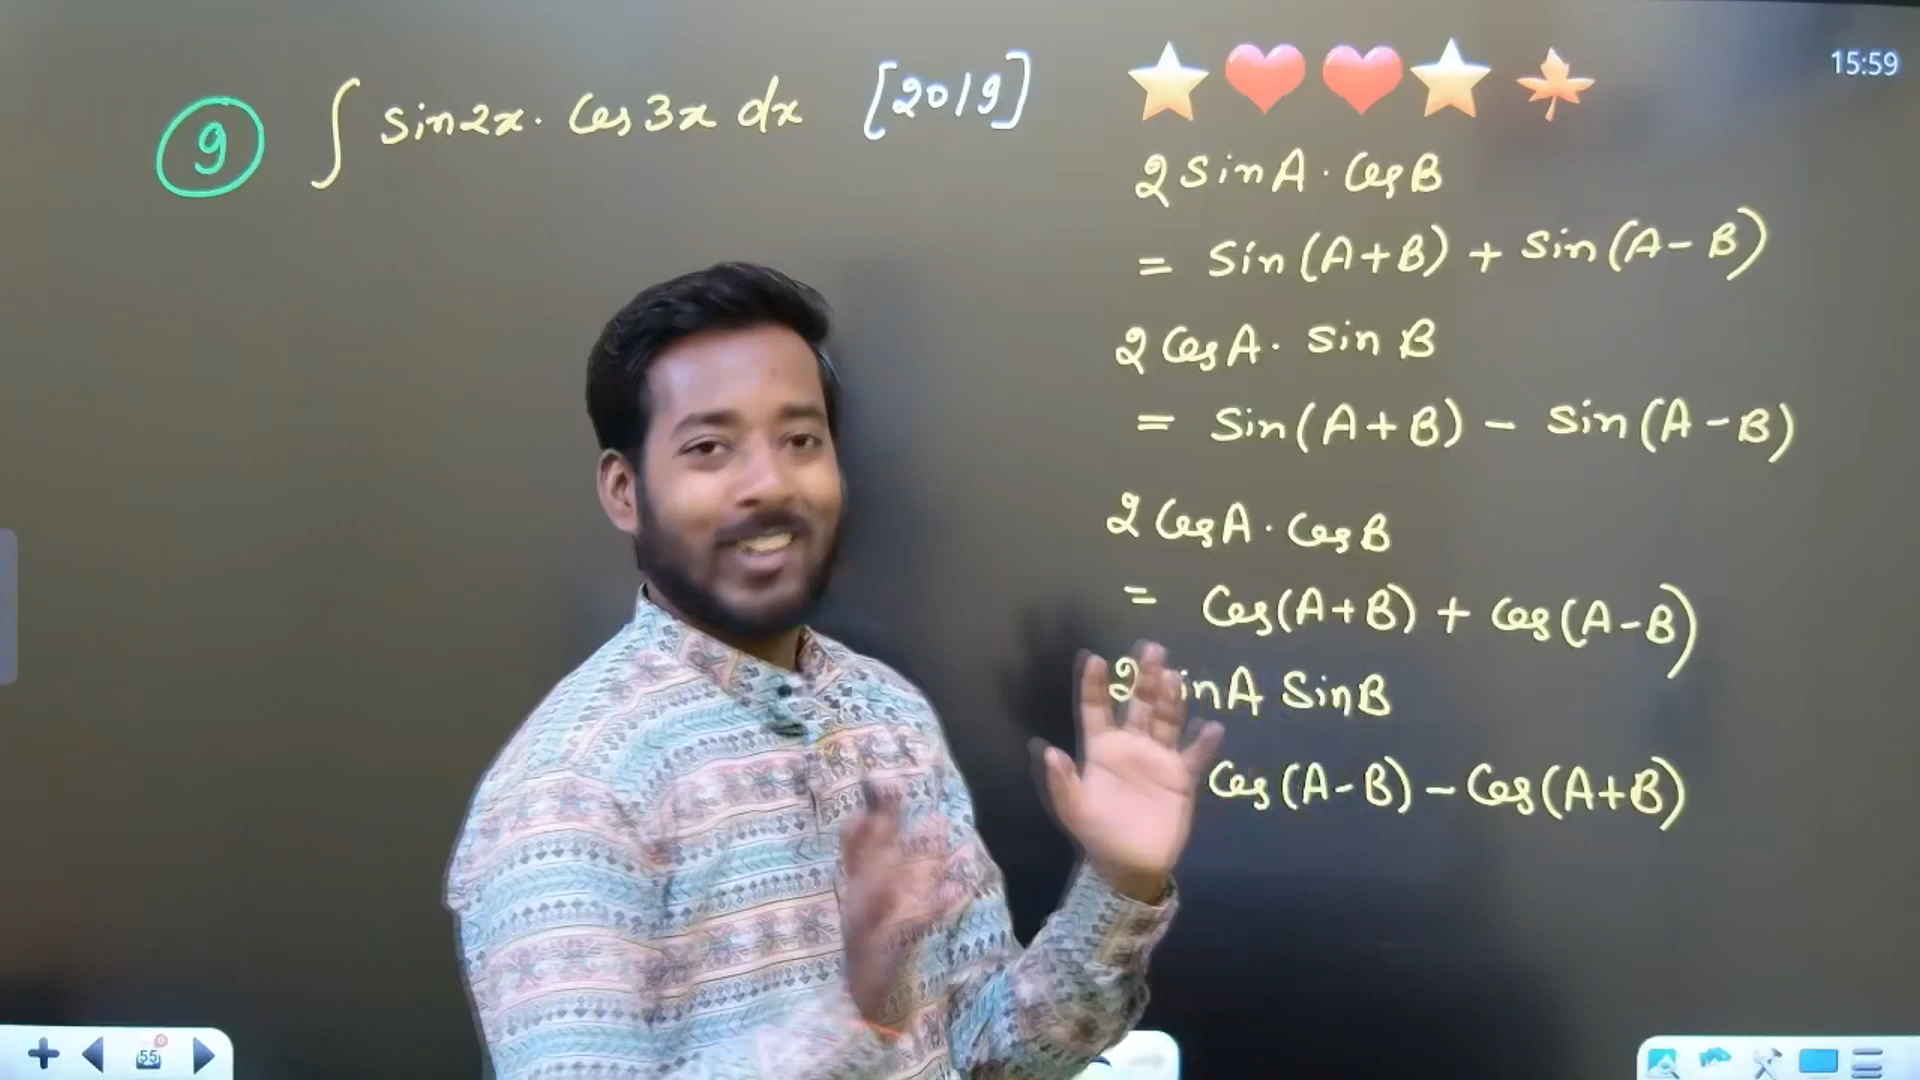 9 ∫ sin2x · Cos3x dx [2019]
15:59
2 sinA · CosB
= Sin(A+B) + Sin(A-B)
2 CosA · Sin B
= Sin(A+B) - Sin(A-B)
2 CosA · CosB
= Cos(A+B) + Cos(A-B)
2 inA SinB
Cos(A-B) - Cos(A+B)
55